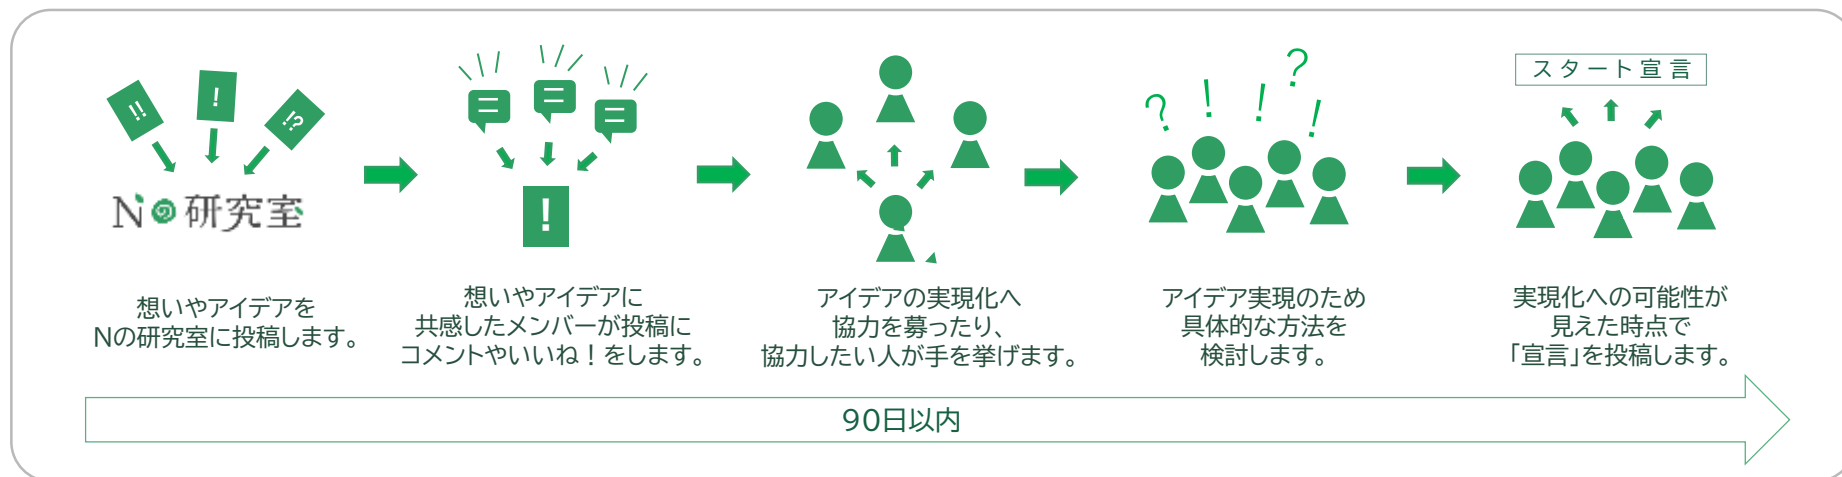 !!
!
!?
Nの研究室
想いやアイデアを
Nの研究室に投稿します。
!
想いやアイデアに
共感したメンバーが投稿に
コメントやいいね！をします。
アイデアの実現化へ
協力を募ったり、
協力したい人が手を挙げます。
? ! ! ? !
アイデア実現のため
具体的な方法を
検討します。
スタート宣言
実現化への可能性が
見えた時点で
「宣言」を投稿します。
90日以内